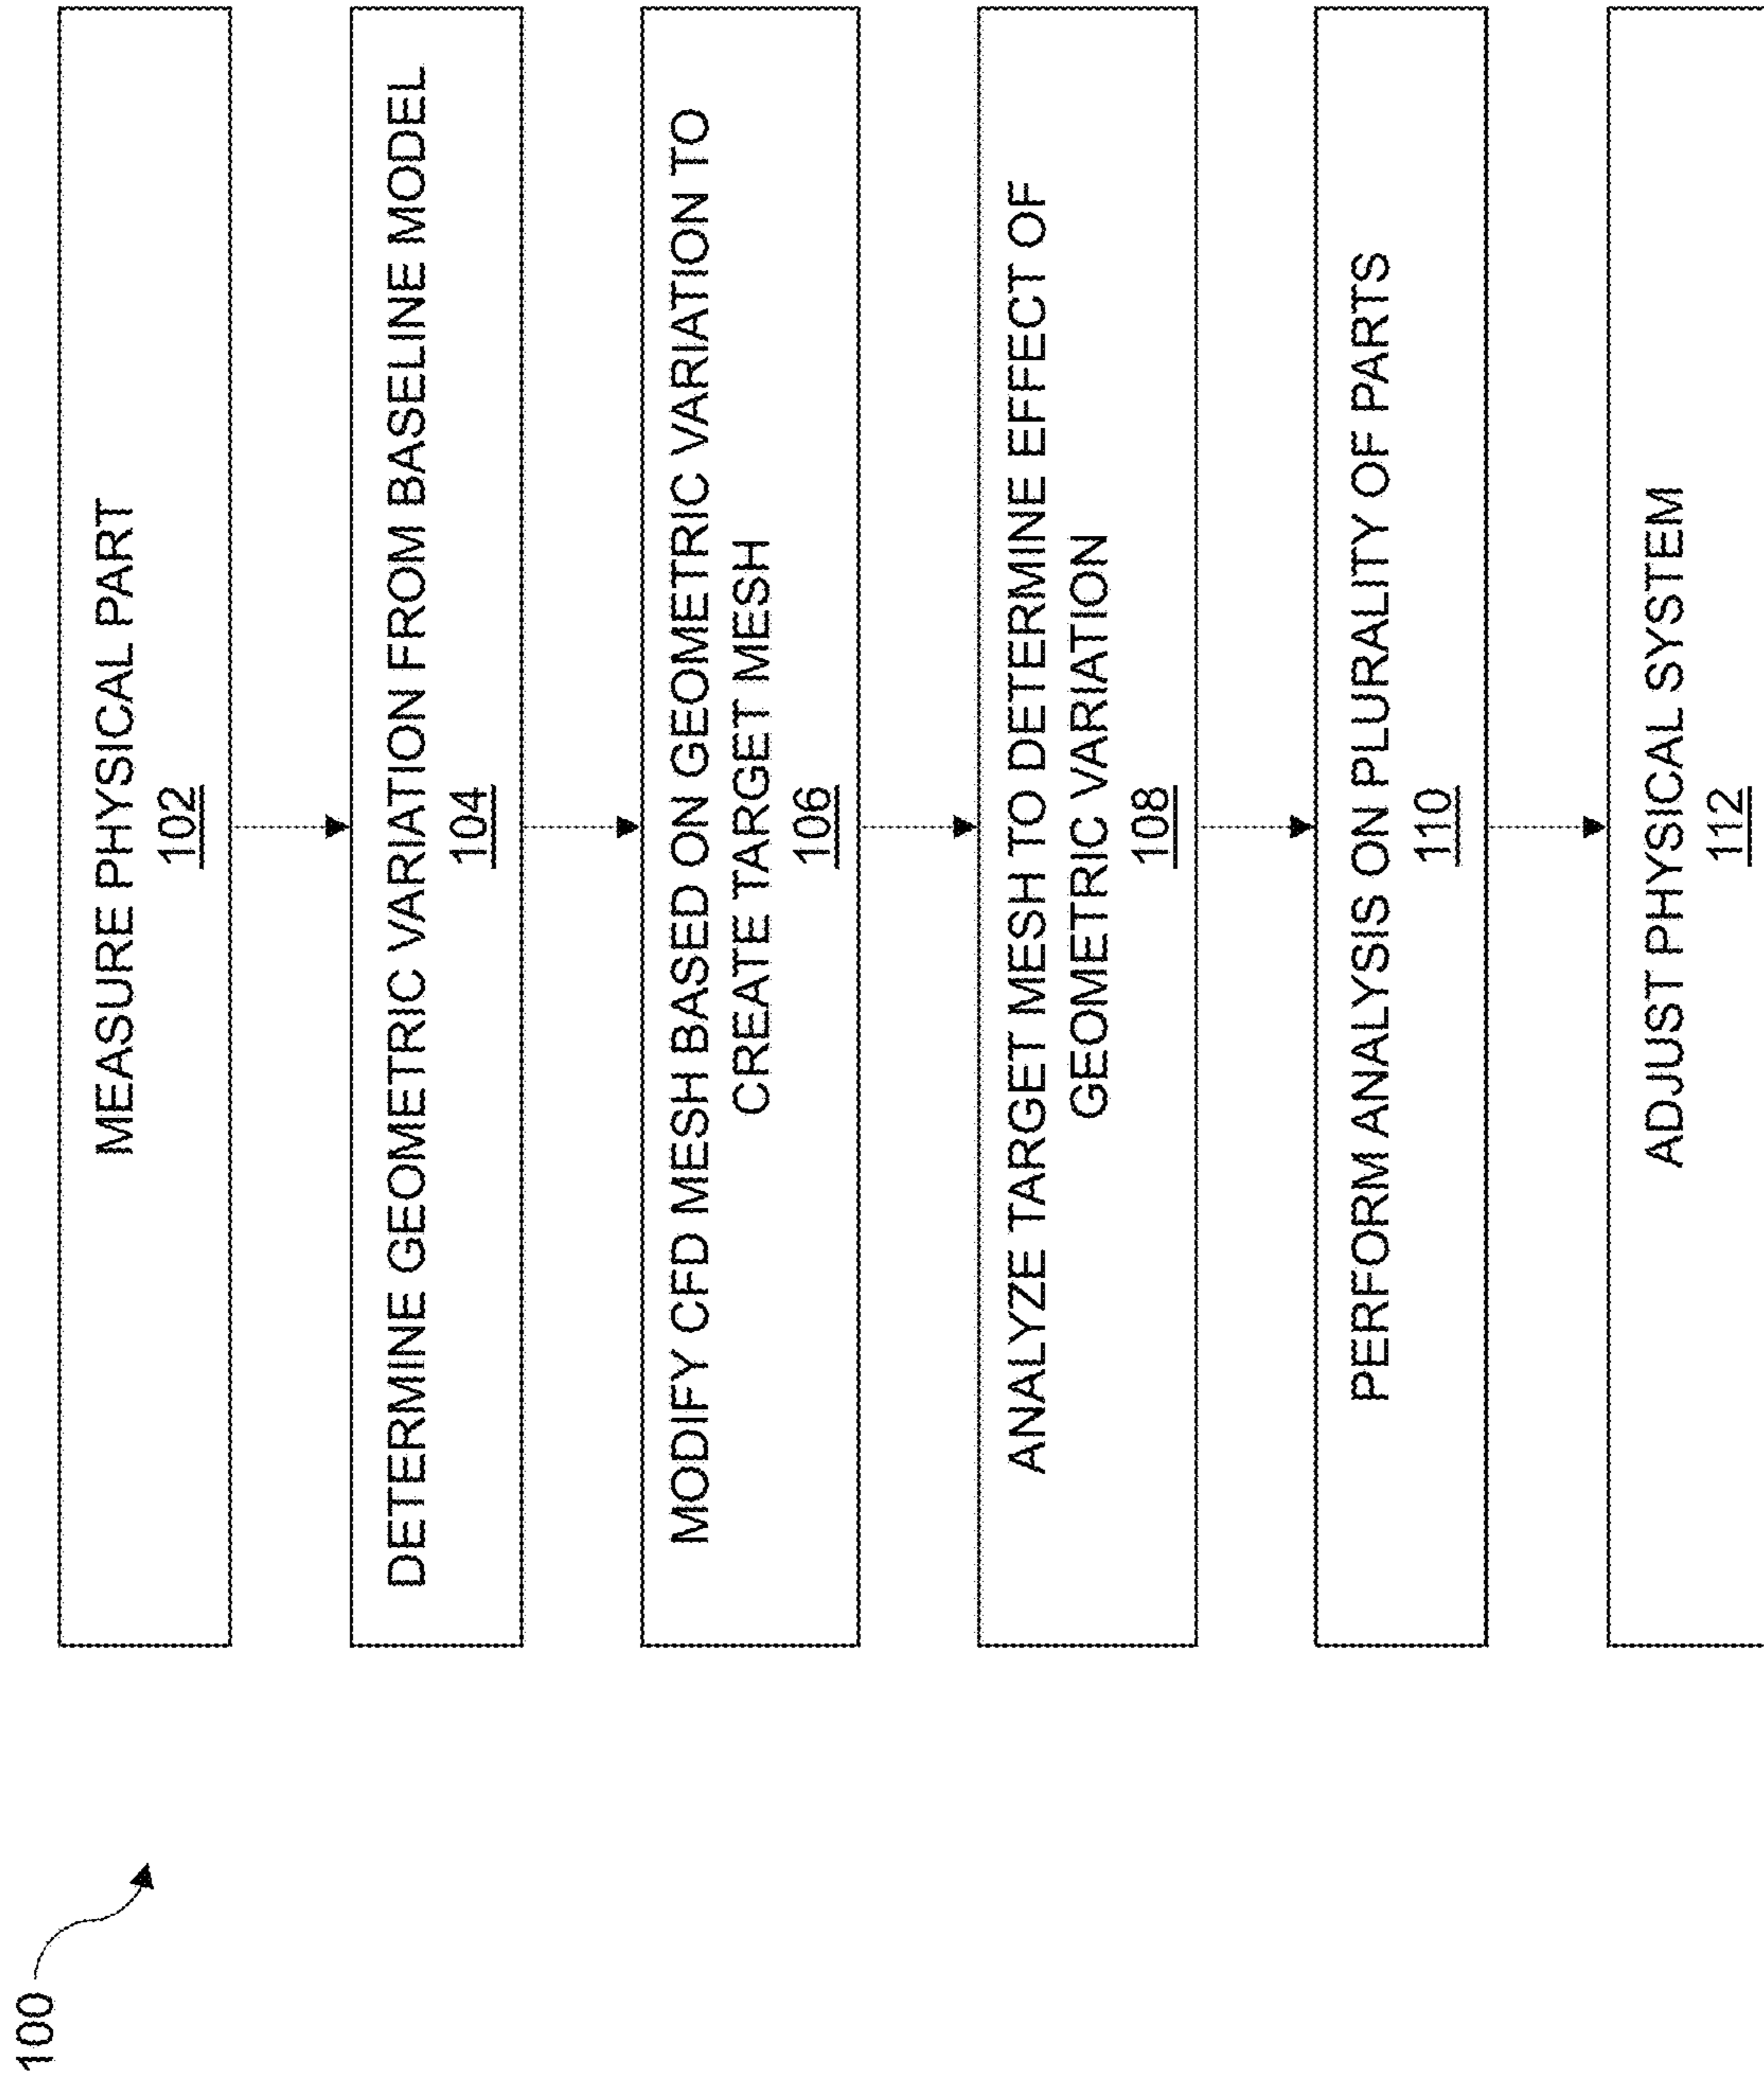 100
MEASURE PHYSICAL PART
102
DETERMINE GEOMETRIC VARIATION FROM BASELINE MODEL
104
MODIFY CFD MESH BASED ON GEOMETRIC VARIATION TO
CREATE TARGET MESH
106
ANALYZE TARGET MESH TO DETERMINE EFFECT OF
GEOMETRIC VARIATION
108
PERFORM ANALYSIS ON PLURALITY OF PARTS
110
ADJUST PHYSICAL SYSTEM
112